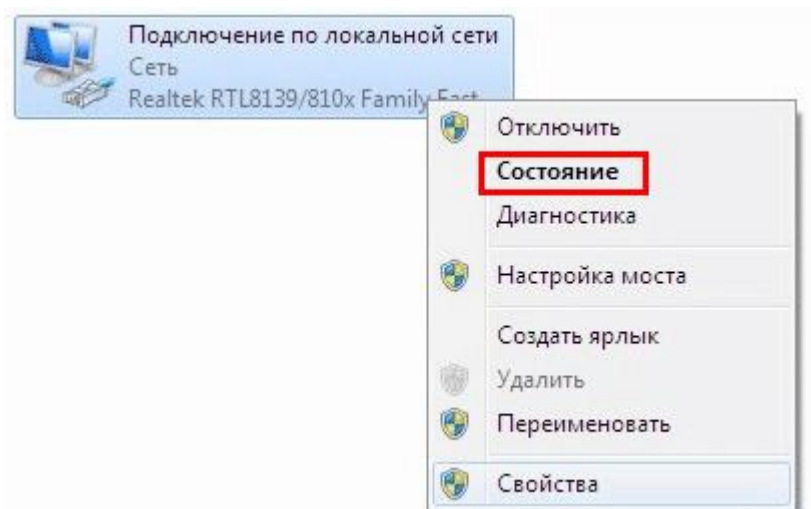 Подключение по локальной сети
Сеть
Realtek RTL8139/810x Family
Отключить
Состояние
Диагностика
Настройка моста
Создать ярлык
Удалить
Переименовать
Свойства